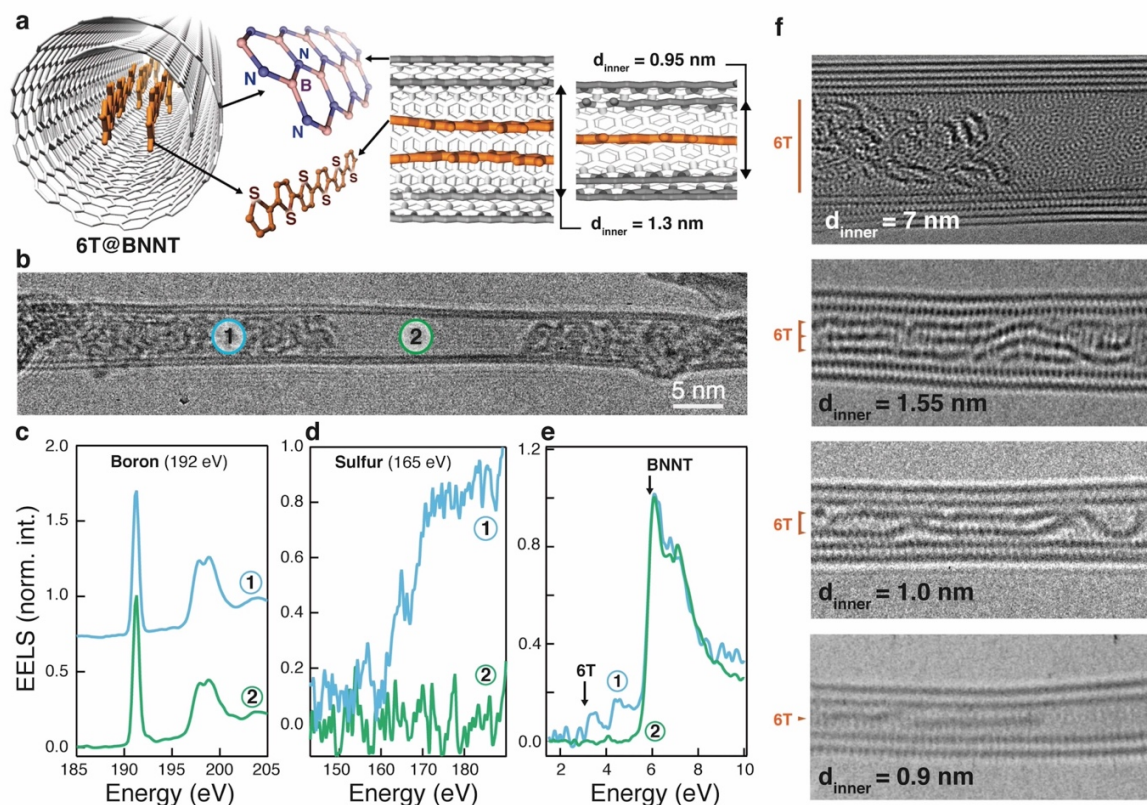 a
N
N
B
N
S
S
S
S
S
S
6T@BNNT
d_inner = 0.95 nm
d_inner = 1.3 nm
b
1
2
5 nm
c
EELS (norm. int.)
2.0
1.5
1.0
0.5
0.0
Boron (192 eV)
1
2
185 190 195 200 205
Energy (eV)
d
1.0
0.8
0.6
0.4
0.2
0.0
Sulfur (165 eV)
1
2
150 160 170 180
Energy (eV)
e
1.2
0.8
0.4
0.0
BNNT
6T
1
2
2 4 6 8 10
Energy (eV)
f
6T
d_inner = 7 nm
6T
d_inner = 1.55 nm
6T
d_inner = 1.0 nm
6T
d_inner = 0.9 nm